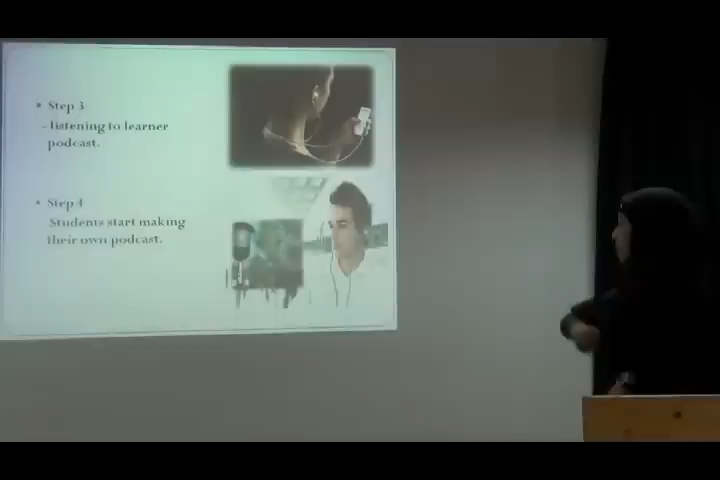 • Step 3
- listening to learner
podcast.
• Step 4
Students start making
their own podcast.